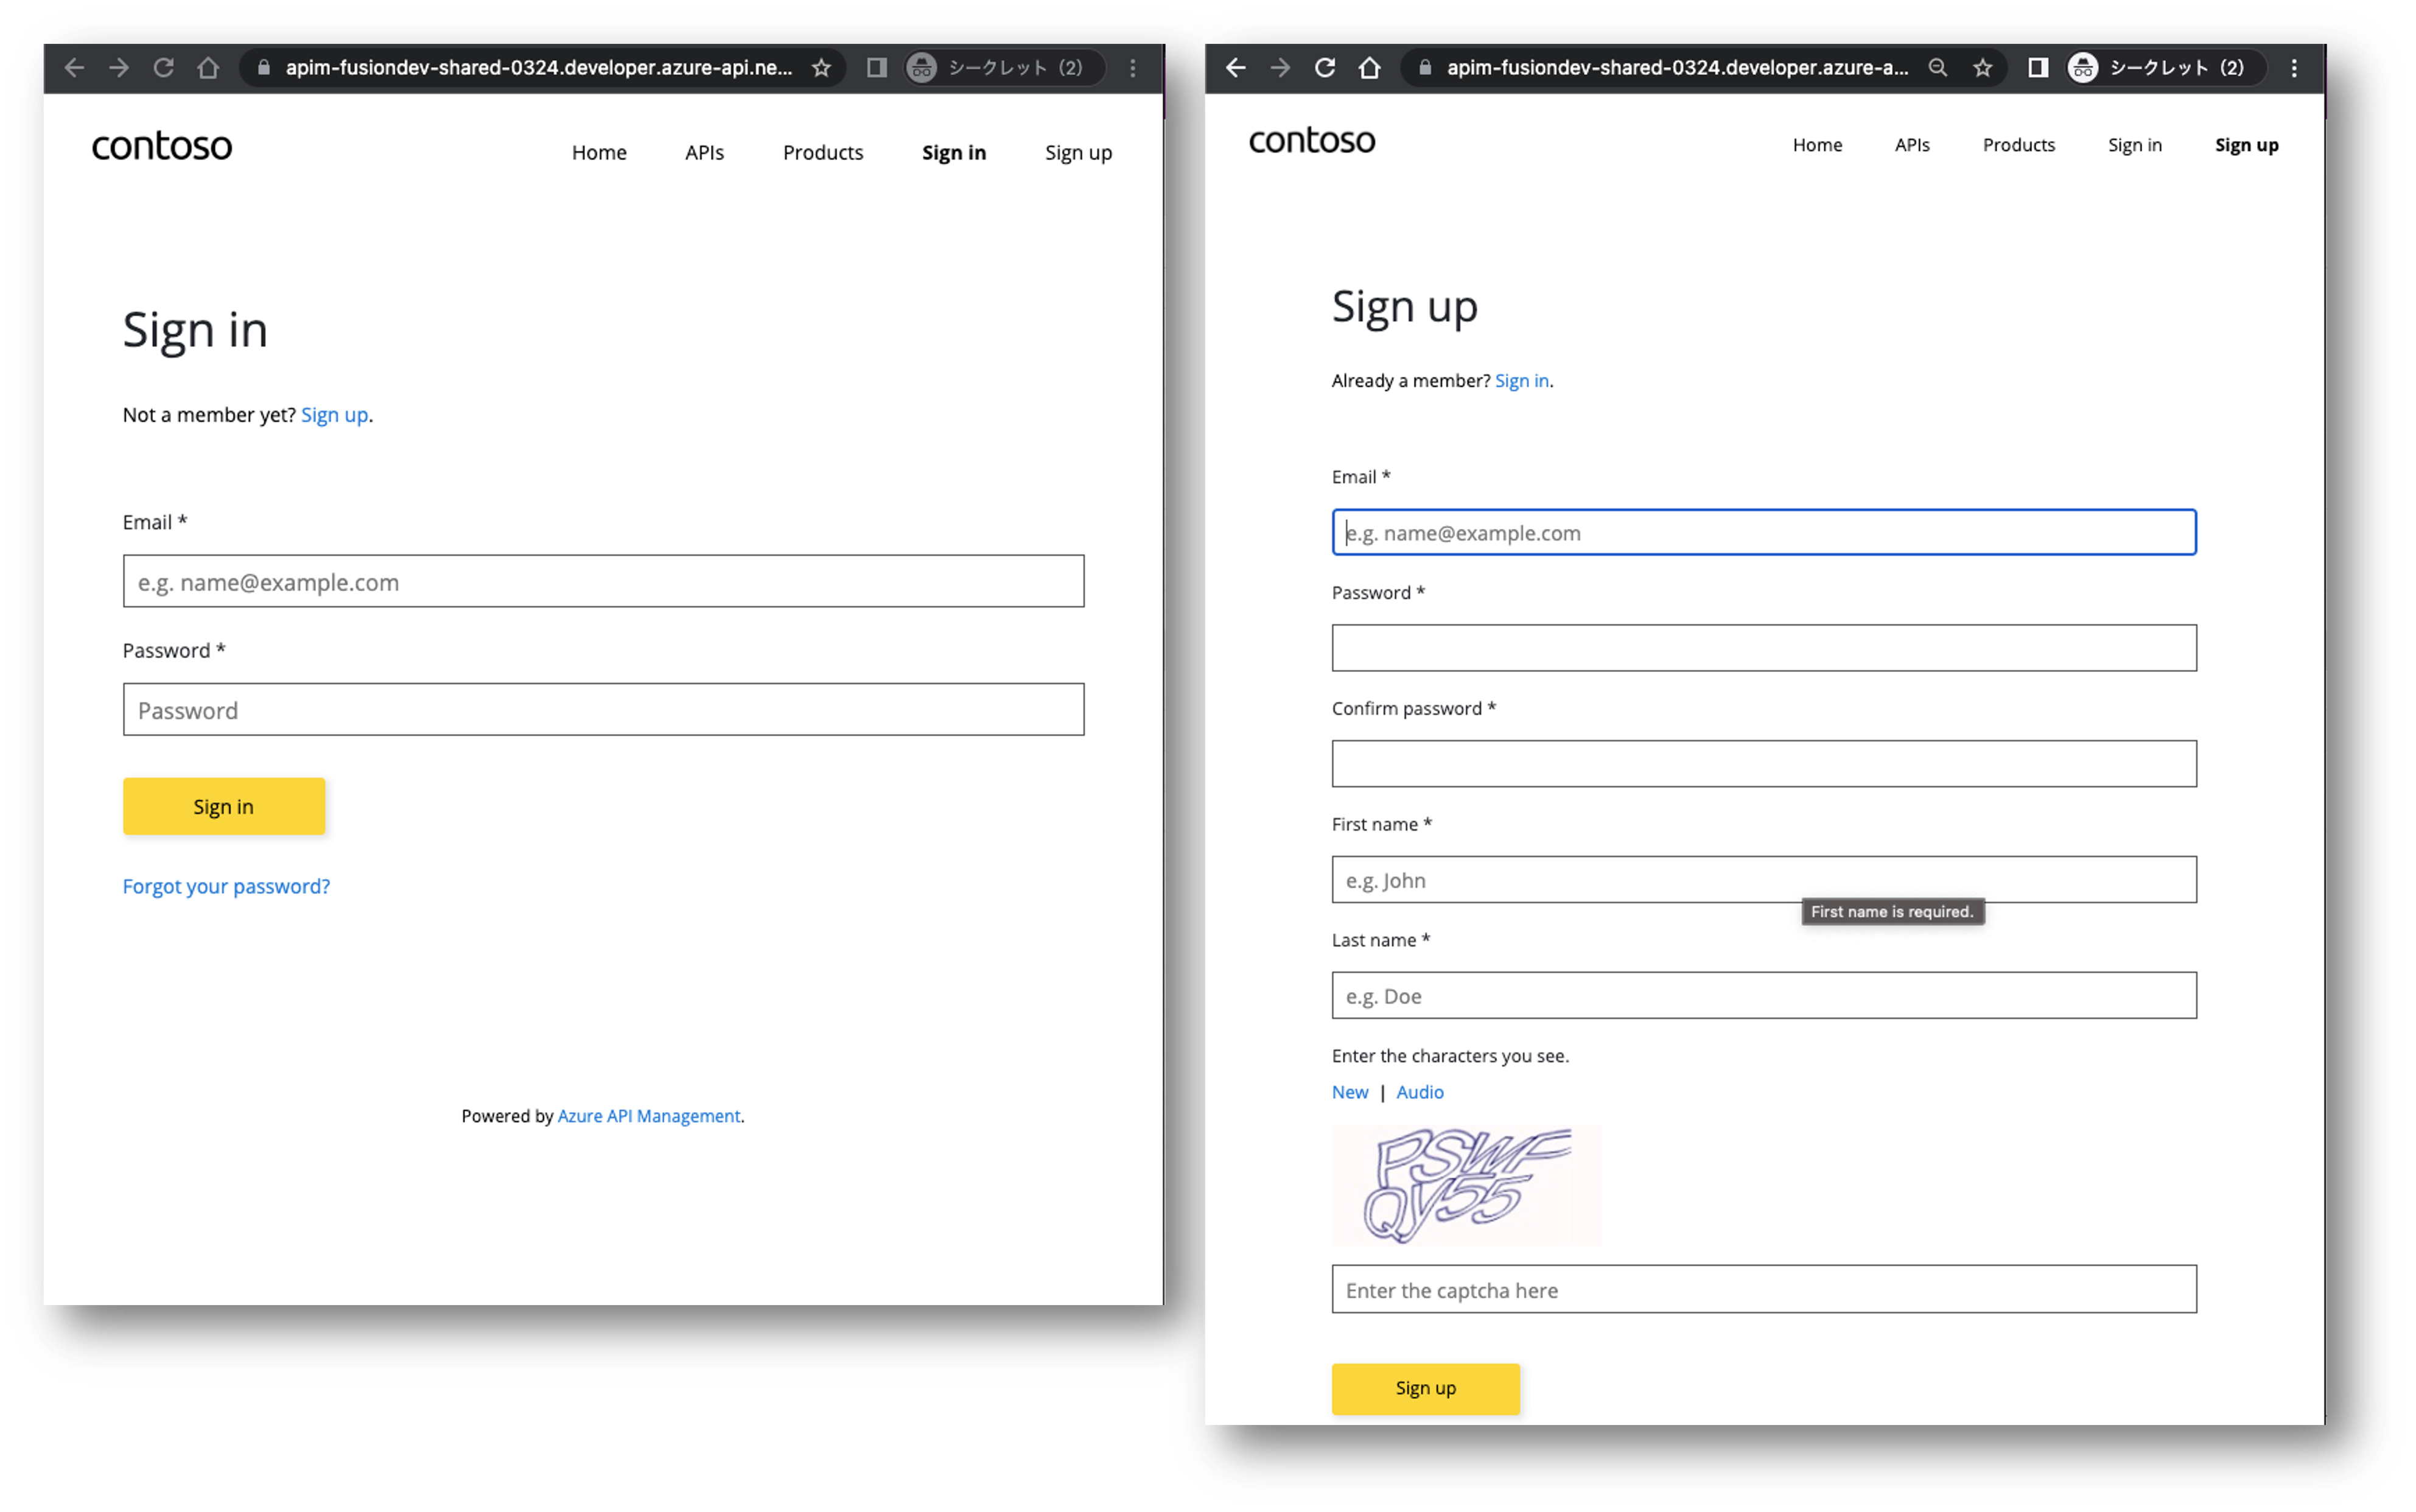 apim-fusiondev-shared-0324.developer.azure-api.ne...
シークレット (2)
contoso
Home APIs Products Sign in Sign up
Sign in
Not a member yet? Sign up.
Email *
e.g. name@example.com
Password *
Password
Sign in
Forgot your password?
Powered by Azure API Management.
apim-fusiondev-shared-0324.developer.azure-a...
シークレット (2)
contoso
Home APIs Products Sign in Sign up
Sign up
Already a member? Sign in.
Email *
e.g. name@example.com
Password *
Confirm password *
First name *
e.g. John
First name is required.
Last name *
e.g. Doe
Enter the characters you see.
New | Audio
PSWF
QY55
Enter the captcha here
Sign up